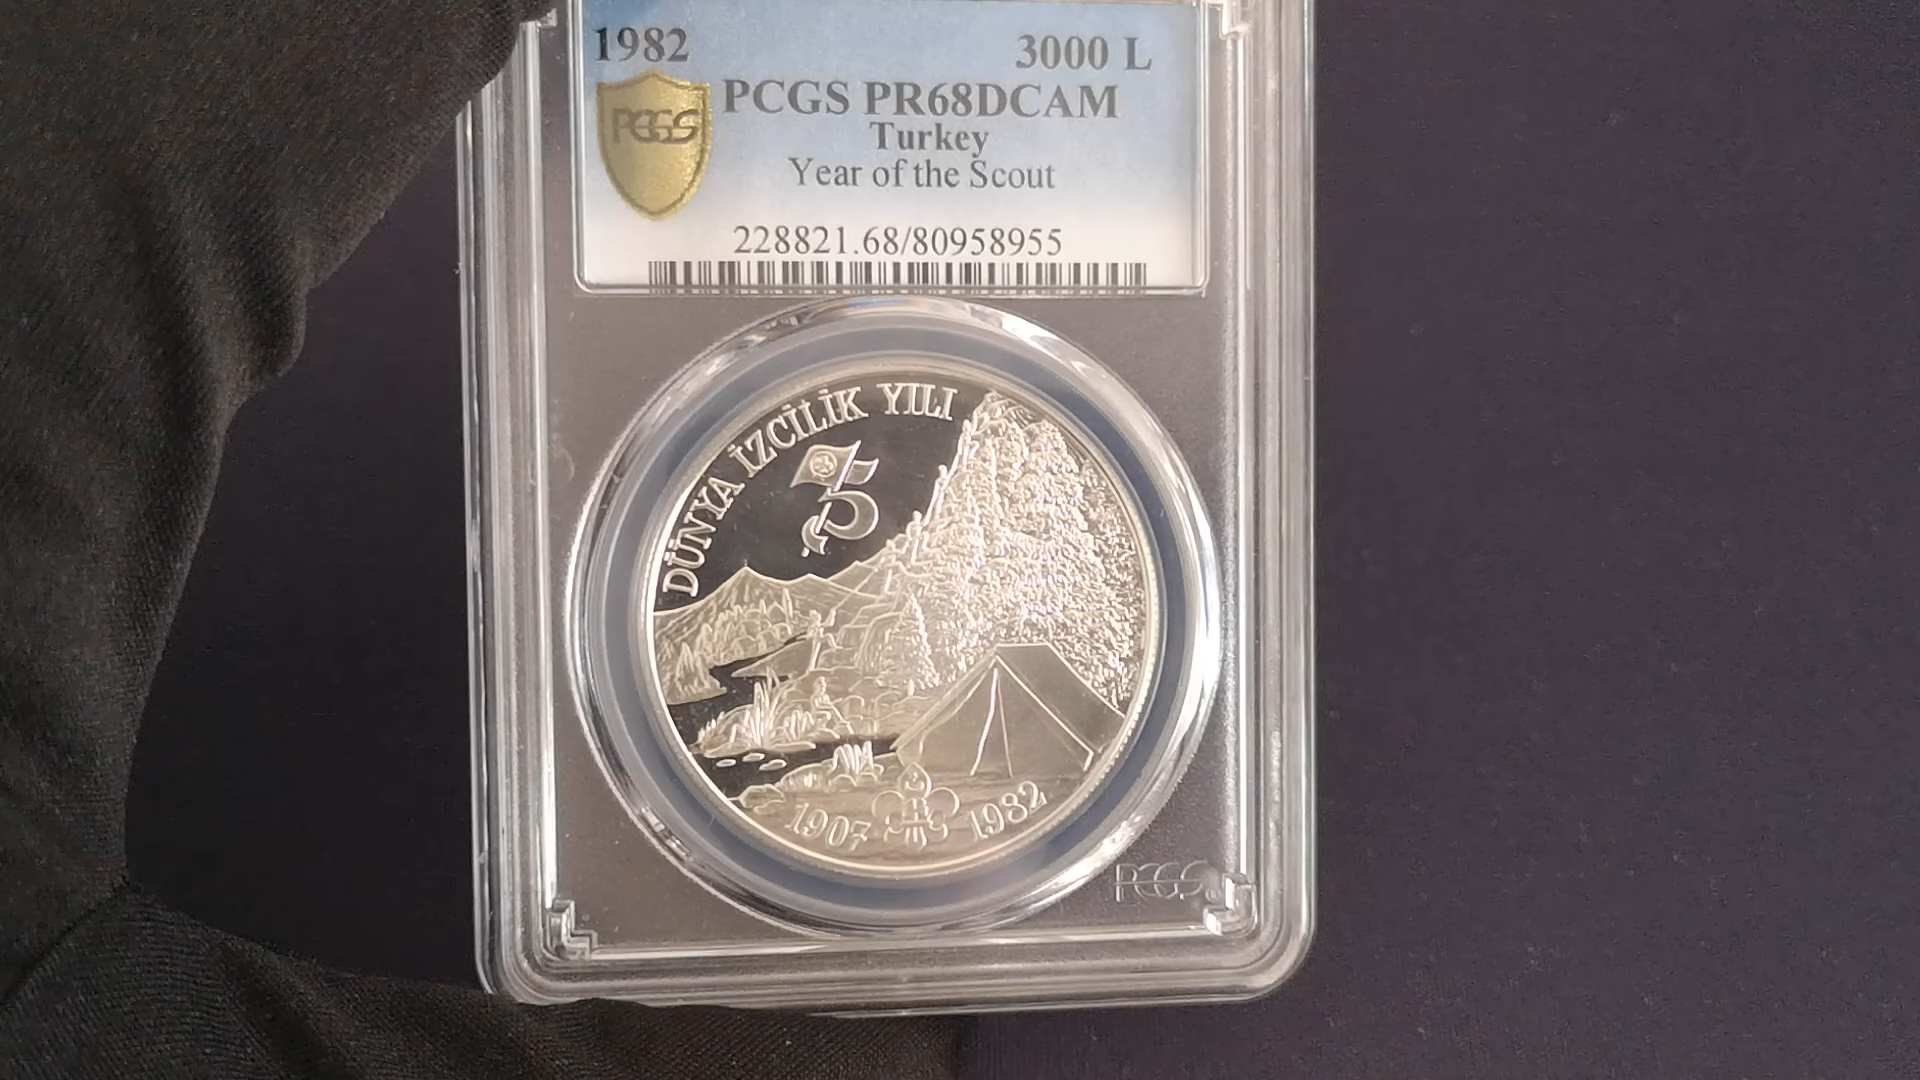 1982 3000 L
PCGS PCGS PR68DCAM
Turkey
Year of the Scout
228821.68/80958955
DÜNYA İZCİLİK YILI
1907 1982
PCGS